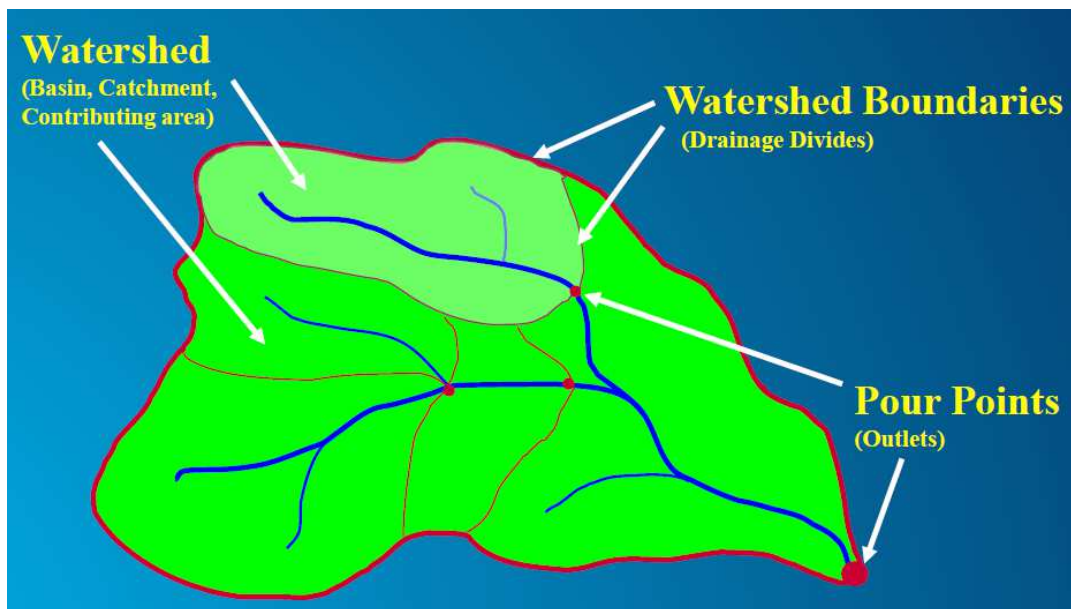 Watershed
(Basin, Catchment,
Contributing area)
Watershed Boundaries
(Drainage Divides)
Pour Points
(Outlets)